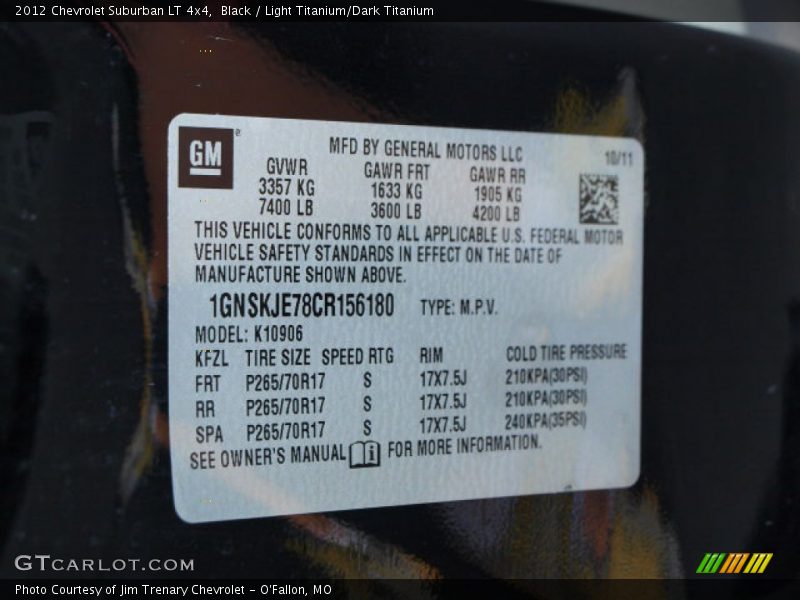 2012 Chevrolet Suburban LT 4x4, Black / Light Titanium/Dark Titanium
GM ®
MFD BY GENERAL MOTORS LLC 10/11
GVWR GAWR FRT GAWR RR
3357 KG 1633 KG 1905 KG
7400 LB 3600 LB 4200 LB
THIS VEHICLE CONFORMS TO ALL APPLICABLE U.S. FEDERAL MOTOR
VEHICLE SAFETY STANDARDS IN EFFECT ON THE DATE OF
MANUFACTURE SHOWN ABOVE.
1GNSKJE78CR156180 TYPE: M.P.V.
MODEL: K10906
KFZL TIRE SIZE SPEED RTG RIM COLD TIRE PRESSURE
FRT P265/70R17 S 17X7.5J 210KPA(30PSI)
RR P265/70R17 S 17X7.5J 210KPA(30PSI)
SPA P265/70R17 S 17X7.5J 240KPA(35PSI)
SEE OWNER'S MANUAL i FOR MORE INFORMATION.
GTCARLOT.COM
Photo Courtesy of Jim Trenary Chevrolet - O'Fallon, MO